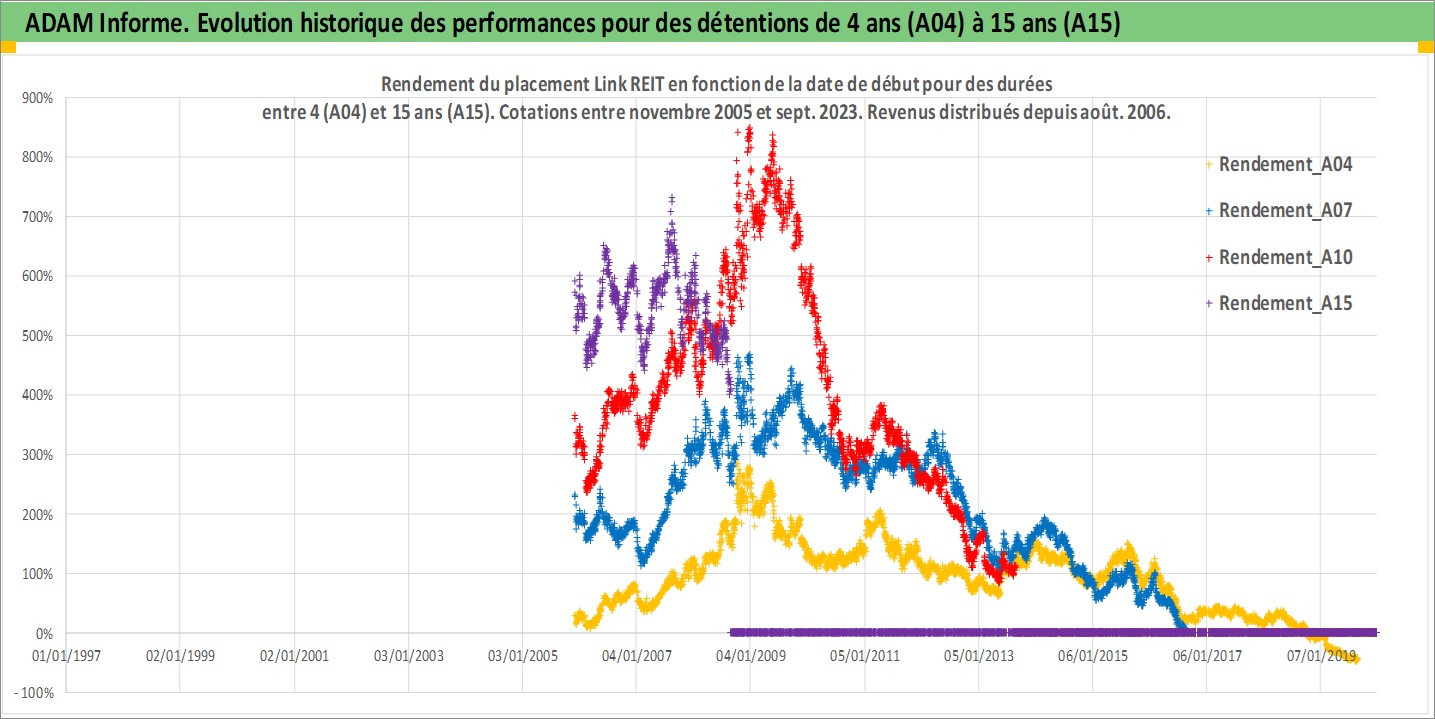 ADAM Informe. Evolution historique des performances pour des détentions de 4 ans (A04) à 15 ans (A15)
Rendement du placement Link REIT en fonction de la date de début pour des durées
entre 4 (A04) et 15 ans (A15). Cotations entre novembre 2005 et sept. 2023. Revenus distribués depuis août. 2006.
900%
800%
700%
600%
500%
400%
300%
200%
100%
0%
-100%
Rendement_A04
Rendement_A07
Rendement_A10
Rendement_A15
01/01/1997 02/01/1999 02/01/2001 03/01/2003 03/01/2005 04/01/2007 04/01/2009 05/01/2011 05/01/2013 06/01/2015 06/01/2017 07/01/2019